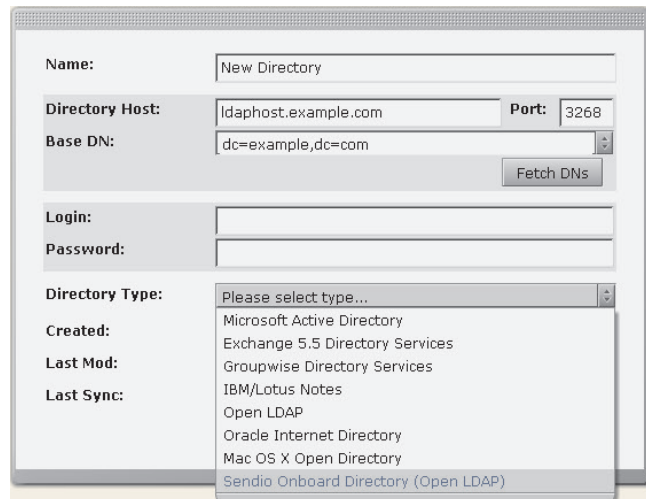 Name: New Directory
Directory Host: ldaphost.example.com Port: 3268
Base DN: dc=example,dc=com
Fetch DNs
Login:
Password:
Directory Type: Please select type...
Created:
Last Mod:
Last Sync:
Microsoft Active Directory
Exchange 5.5 Directory Services
Groupwise Directory Services
IBM/Lotus Notes
Open LDAP
Oracle Internet Directory
Mac OS X Open Directory
Sendio Onboard Directory (Open LDAP)